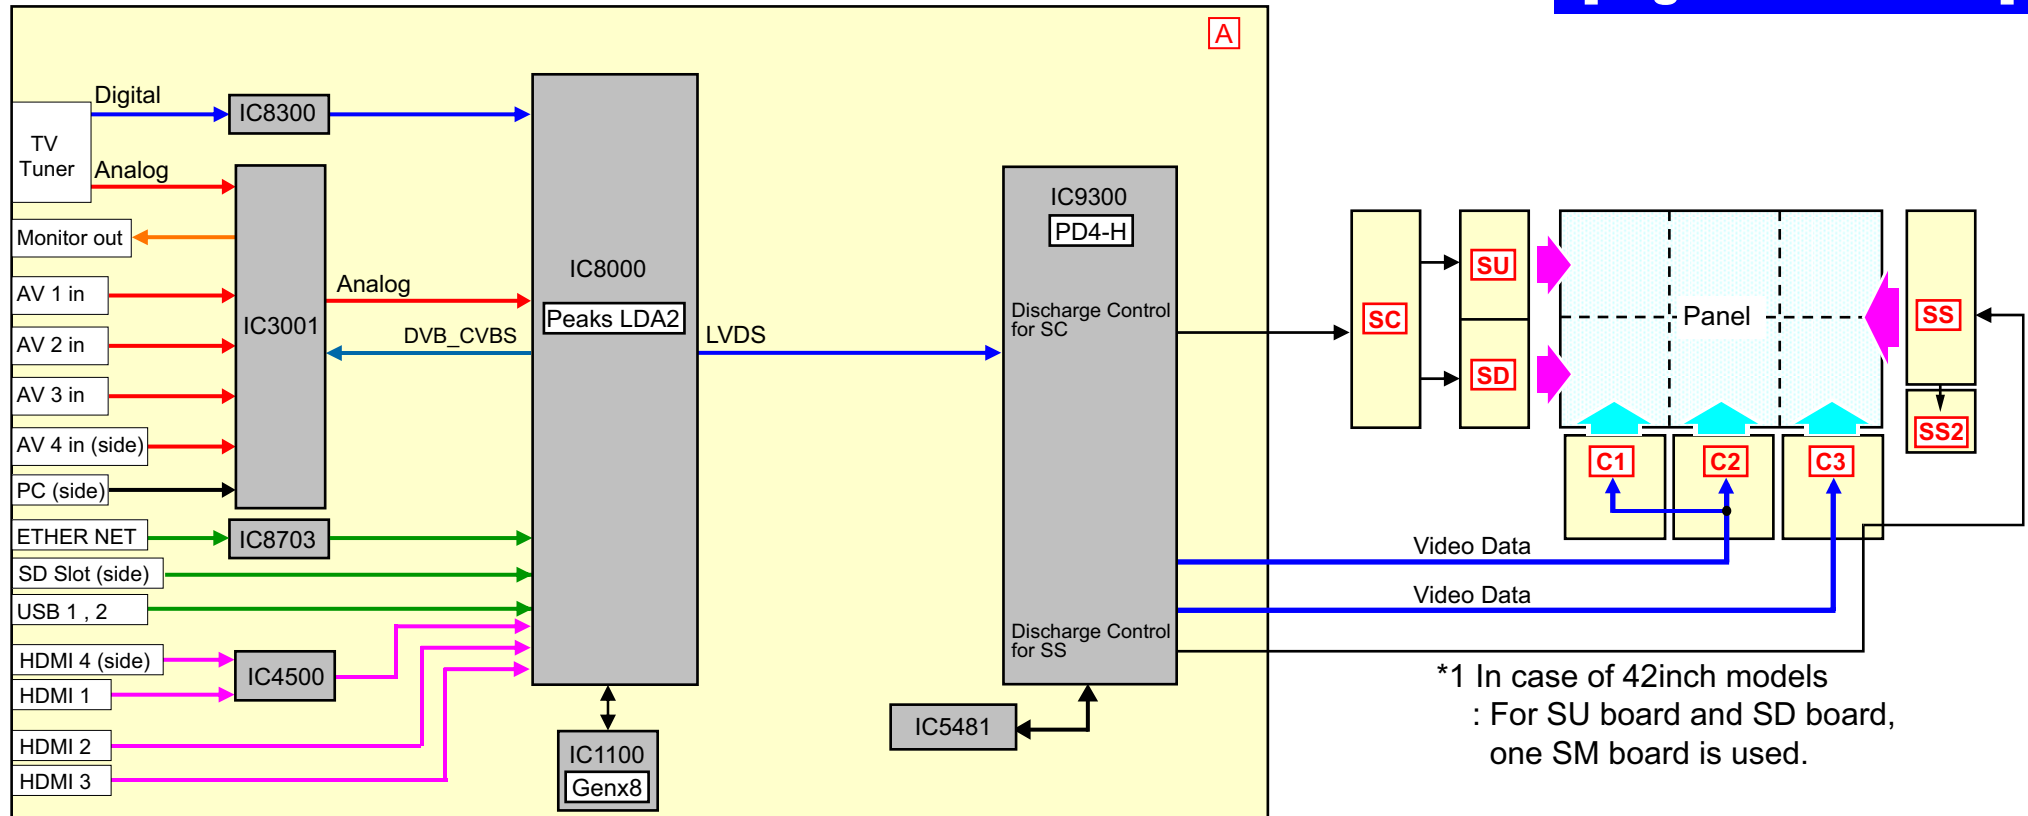 A
Digital
IC8300
TV
Tuner
Analog
Monitor out
AV 1 in
AV 2 in
AV 3 in
AV 4 in (side)
PC (side)
ETHER NET
SD Slot (side)
USB 1 , 2
HDMI 4 (side)
HDMI 1
HDMI 2
HDMI 3
IC3001
IC8703
IC4500
Analog
DVB_CVBS
IC8000
Peaks LDA2
IC1100
Genx8
LVDS
IC9300
PD4-H
Discharge Control
for SC
Discharge Control
for SS
IC5481
SC
SU
SD
Panel
SS
SS2
C1
C2
C3
Video Data
Video Data
*1 In case of 42inch models
: For SU board and SD board,
one SM board is used.